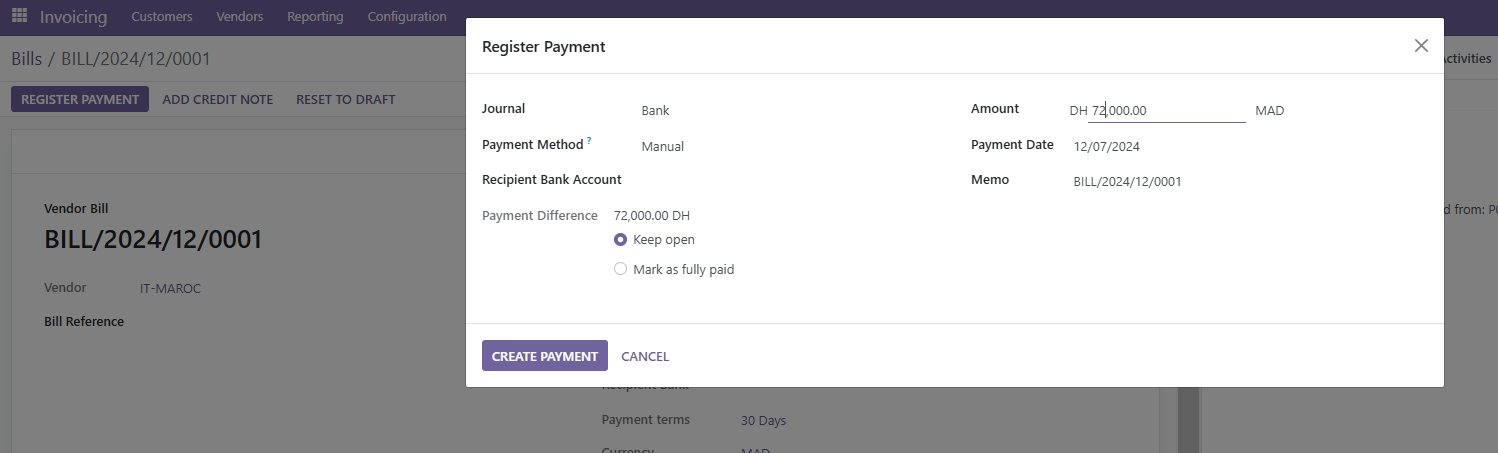 Invoicing Customers Vendors Reporting Configuration
Bills / BILL/2024/12/0001
REGISTER PAYMENT ADD CREDIT NOTE RESET TO DRAFT
Activities
Register Payment
Journal Bank
Amount DH 72,000.00 MAD
Payment Method ? Manual
Payment Date 12/07/2024
Recipient Bank Account
Memo BILL/2024/12/0001
Payment Difference 72,000.00 DH
Keep open
Mark as fully paid
CREATE PAYMENT CANCEL
Vendor Bill
BILL/2024/12/0001
Vendor IT-MAROC
Bill Reference
d from: PO
Recipient Bank
Payment terms 30 Days
Currency MAD